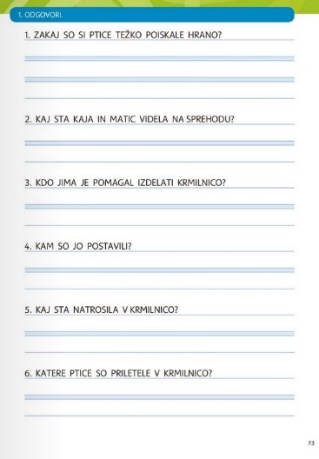 1. ODGOVORI.
1. ZAKAJ SO SI PTICE TEŽKO POISKALE HRANO?
2. KAJ STA KAJA IN MATIC VIDELA NA SPREHODU?
3. KDO JIMA JE POMAGAL IZDELATI KRMILNICO?
4. KAM SO JO POSTAVILI?
5. KAJ STA NATROSILA V KRMILNICO?
6. KATERE PTICE SO PRILETELE V KRMILNICO?
73